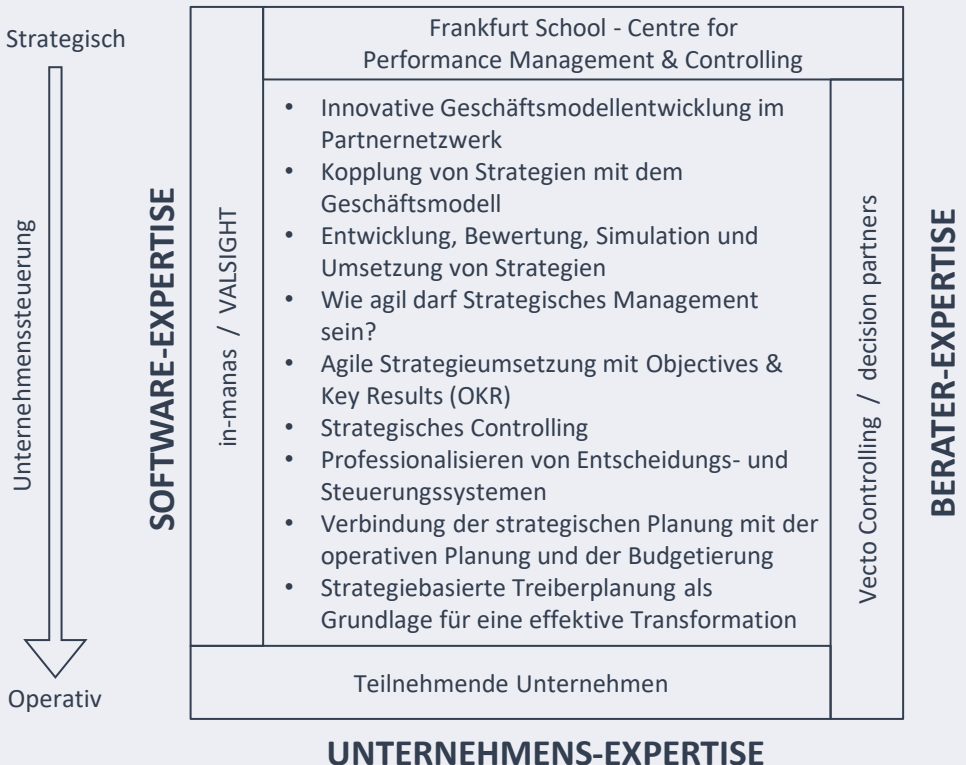 Strategisch
Unternehmenssteuerung
Operativ
SOFTWARE-EXPERTISE
in-manas / VALSIGHT
Frankfurt School - Centre for
Performance Management & Controlling
• Innovative Geschäftsmodellentwicklung im
Partnernetzwerk
• Kopplung von Strategien mit dem
Geschäftsmodell
• Entwicklung, Bewertung, Simulation und
Umsetzung von Strategien
• Wie agil darf Strategisches Management
sein?
• Agile Strategieumsetzung mit Objectives &
Key Results (OKR)
• Strategisches Controlling
• Professionalisieren von Entscheidungs- und
Steuerungssystemen
• Verbindung der strategischen Planung mit der
operativen Planung und der Budgetierung
• Strategiebasierte Treiberplanung als
Grundlage für eine effektive Transformation
Vecto Controlling / decision partners
BERATER-EXPERTISE
Teilnehmende Unternehmen
UNTERNEHMENS-EXPERTISE